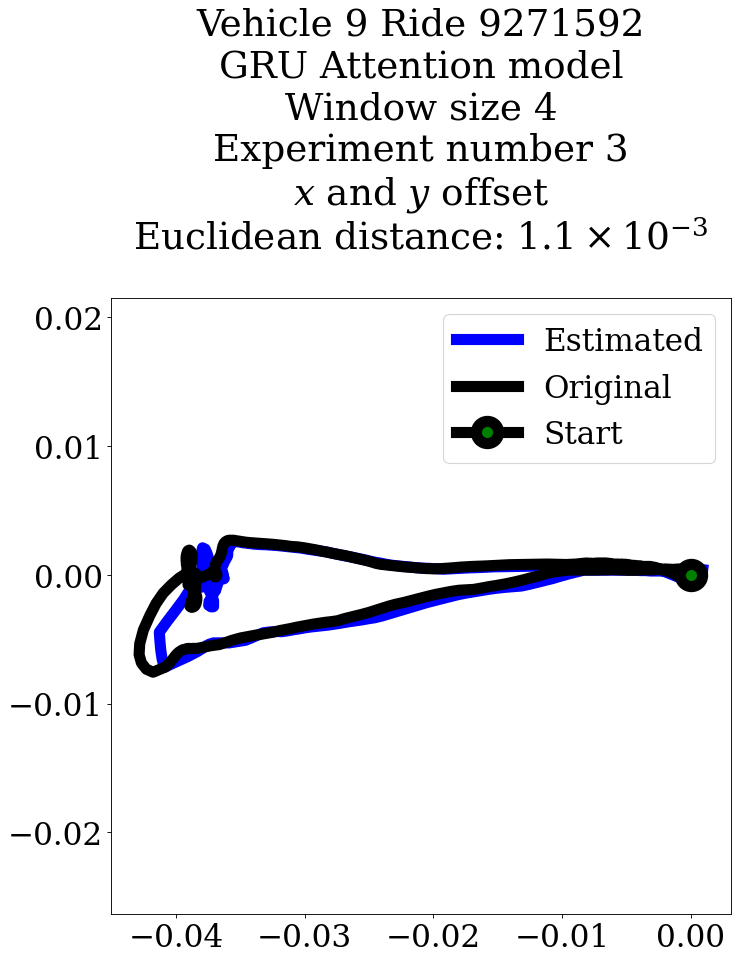 Vehicle 9 Ride 9271592
GRU Attention model
Window size 4
Experiment number 3
x and y offset
Euclidean distance: 1.1 × 10⁻³
0.02
0.01
0.00
−0.01
−0.02
Estimated
Original
Start
−0.04
−0.03
−0.02
−0.01
0.00